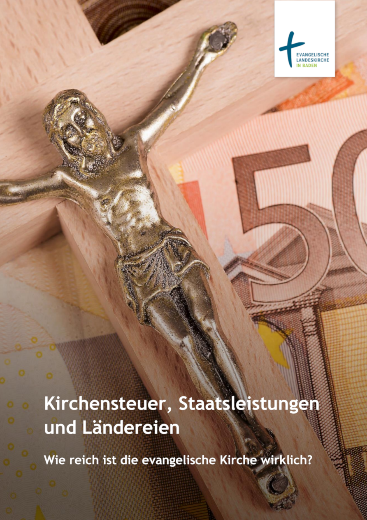 EVANGELISCHE
LANDESKIRCHE
IN BADEN
50
Kirchensteuer, Staatsleistungen
und Ländereien
Wie reich ist die evangelische Kirche wirklich?